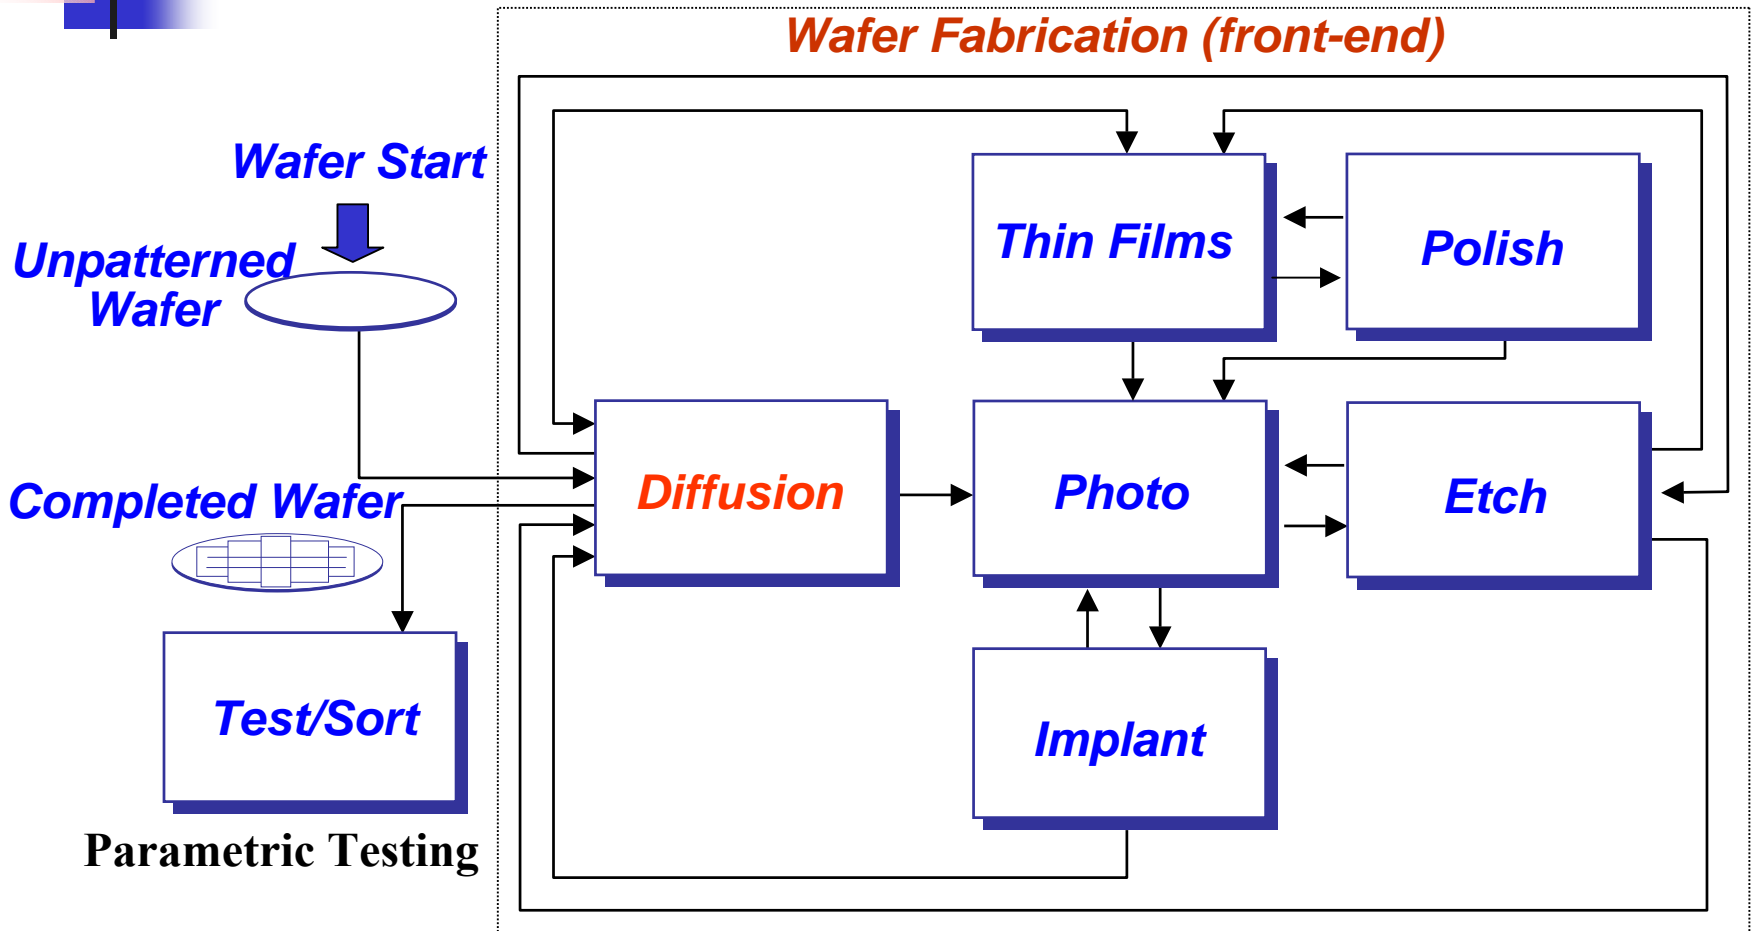 Wafer Fabrication (front-end)
Wafer Start
Unpatterned
Wafer
Thin Films
Polish
Completed Wafer
Diffusion
Photo
Etch
Test/Sort
Implant
Parametric Testing